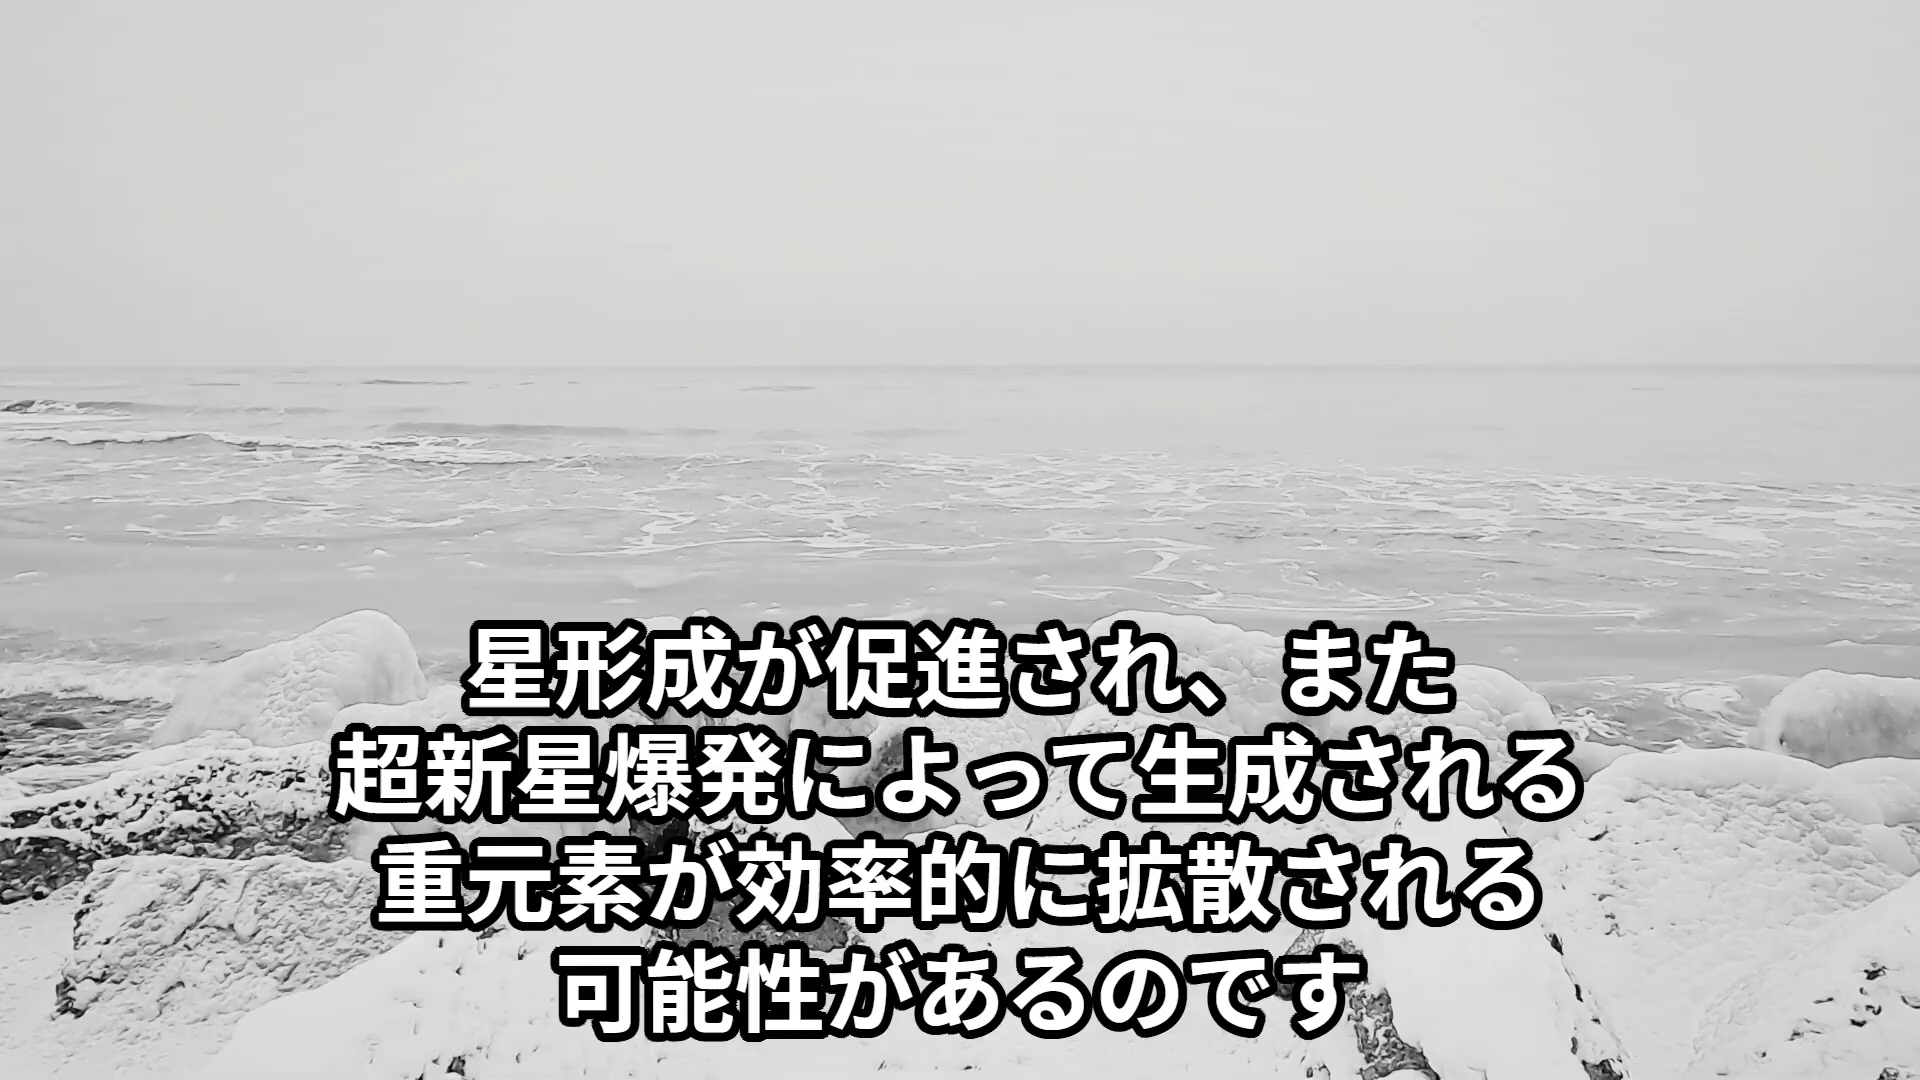 星形成が促進され、また
超新星爆発によって生成される
重元素が効率的に拡散される
可能性があるのです